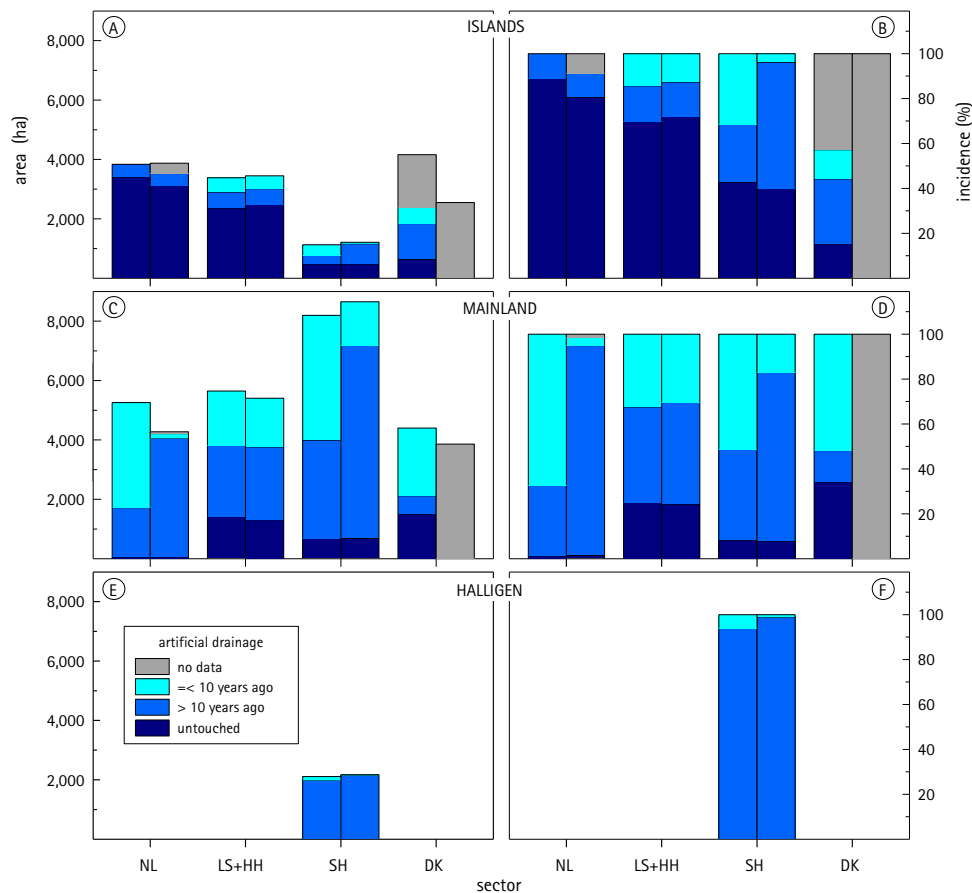 A
ISLANDS
B
8,000
6,000
4,000
2,000
area (ha)
100
80
60
40
20
incidence (%)
C
MAINLAND
D
8,000
6,000
4,000
2,000
100
80
60
40
20
E
HALLIGEN
F
8,000
6,000
4,000
2,000
artificial drainage
no data
=< 10 years ago
> 10 years ago
untouched
100
80
60
40
20
NL
LS+HH
SH
DK
NL
LS+HH
SH
DK
sector